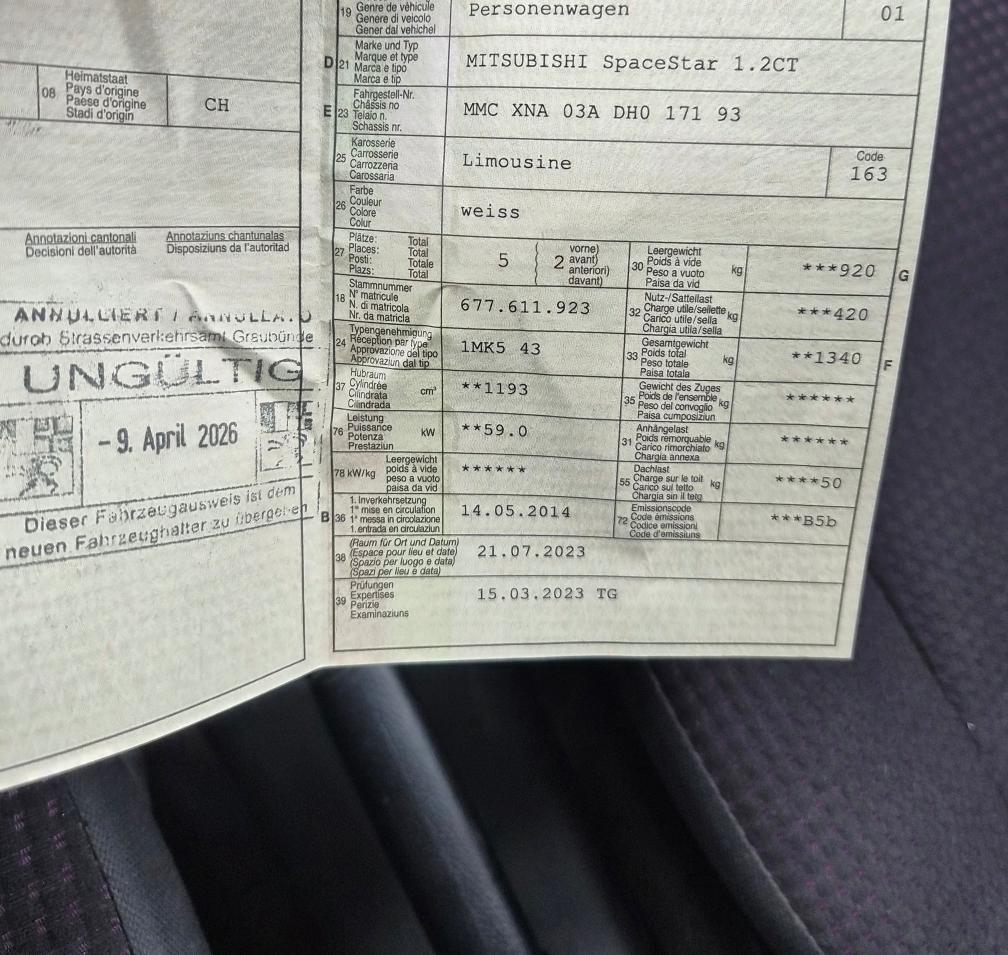 08
Heimatstaat
Pays d'origine
Paese d'origine
Stadi d'origin
CH
Annotazioni cantonali
Decisioni dell'autorità
Annotaziuns chantunalas
Disposiziuns da l'autoritad
ANNULLIERT /
durch Strassenverkehrsamt Graubünde
UNGÜLTIG
- 9. April 2026
Dieser Fahrzeugausweis ist dem
neuen Fahrzeughalter zu übergeben
19
Genre de véhicule
Genere di veicolo
Gener dal vehichel
Personenwagen
01
D 21
Marke und Typ
Marque et type
Marca e tipo
Marca e tip
MITSUBISHI SpaceStar 1.2CT
E 23
Fahrgestell-Nr.
Châssis no
Telaio n.
Schassis nr.
MMC XNA 03A DH0 171 93
25
Karosserie
Carrosserie
Carrozzeria
Carossaria
Limousine
Code
163
26
Farbe
Couleur
Colore
Colur
weiss
27
Plätze: Total
Places: Total
Posti: Totale
Plazs: Total
5
2
vorne)
avant)
anteriori)
davant)
30
Leergewicht
Poids à vide
Peso a vuoto
Paisa da vid
kg
***920
G
18
Stammnummer
N° matricule
N. di matricola
Nr. da matricla
677.611.923
32
Nutz-/Sattellast
Charge utile/sellette
Carico utile/sella
Chargia utila/sella
kg
***420
24
Typengenehmigung
Réception par type
Approvazione del tipo
Approvaziun dal tip
1MK5 43
33
Gesamtgewicht
Poids total
Peso totale
Paisa totala
kg
**1340
F
37
Hubraum
Cylindrée
Cilindrata
Cilindrada
cm³
**1193
35
Gewicht des Zuges
Poids de l'ensemble
Peso del convoglio
Paisa cumposiziun
kg
******
76
Leistung
Puissance
Potenza
Prestaziun
kW
**59.0
31
Anhängelast
Poids remorquable
Carico rimorchiato
Chargia annexa
kg
******
78 kW/kg
Leergewicht
poids à vide
peso a vuoto
paisa da vid
******
55
Dachlast
Charge sur le toit
Carico sul tetto
Chargia sin il tetg
kg
****50
B 36
1. Inverkehrsetzung
1re mise en circulation
1a messa in circolazione
1. entrada en circulaziun
14.05.2014
72
Emissionscode
Code émissions
Codice emissioni
Code d'emissiuns
***B5b
38
(Raum für Ort und Datum)
(Espace pour lieu et date)
(Spazio per luogo e data)
(Spazi per lieu e data)
21.07.2023
39
Prüfungen
Expertises
Perizie
Examinaziuns
15.03.2023 TG